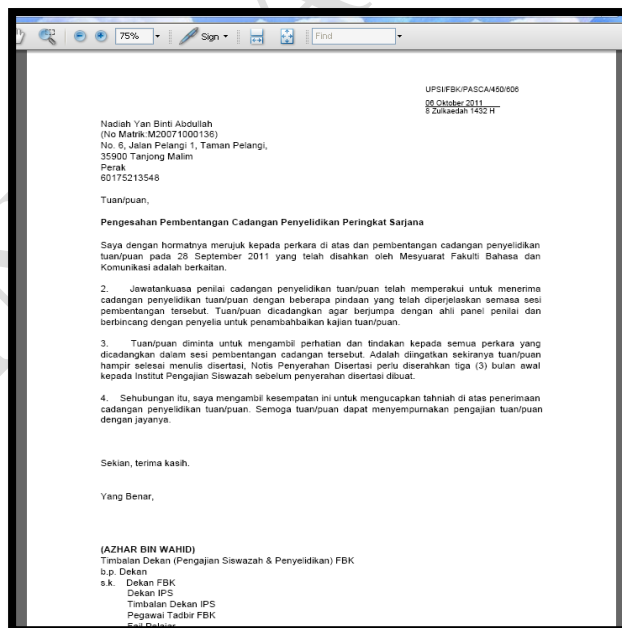 75%
Sign
Find
UPSI/FBK/PASCA/450/606
06 Oktober 2011
8 Zulkaedah 1432 H
Nadiah Yan Binti Abdullah
(No Matrik:M20071000136)
No. 6, Jalan Pelangi 1, Taman Pelangi,
35900 Tanjong Malim
Perak
60175213548
Tuan/puan,
Pengesahan Pembentangan Cadangan Penyelidikan Peringkat Sarjana
Saya dengan hormatnya merujuk kepada perkara di atas dan pembentangan cadangan penyelidikan
tuan/puan pada 28 September 2011 yang telah disahkan oleh Mesyuarat Fakulti Bahasa dan
Komunikasi adalah berkaitan.
2. Jawatankuasa penilai cadangan penyelidikan tuan/puan telah memperakui untuk menerima
cadangan penyelidikan tuan/puan dengan beberapa pindaan yang telah diperjelaskan semasa sesi
pembentangan tersebut. Tuan/puan dicadangkan agar berjumpa dengan ahli panel penilai dan
berbincang dengan penyelia untuk penambahbaikan kajian tuan/puan.
3. Tuan/puan diminta untuk mengambil perhatian dan tindakan kepada semua perkara yang
dicadangkan dalam sesi pembentangan cadangan tersebut. Adalah diingatkan sekiranya tuan/puan
hampir selesai menulis disertasi, Notis Penyerahan Disertasi perlu diserahkan tiga (3) bulan awal
kepada Institut Pengajian Siswazah sebelum penyerahan disertasi dibuat.
4. Sehubungan itu, saya mengambil kesempatan ini untuk mengucapkan tahniah di atas penerimaan
cadangan penyelidikan tuan/puan. Semoga tuan/puan dapat menyempurnakan pengajian tuan/puan
dengan jayanya.
Sekian, terima kasih.
Yang Benar,
(AZHAR BIN WAHID)
Timbalan Dekan (Pengajian Siswazah & Penyelidikan) FBK
b.p. Dekan
s.k. Dekan FBK
Dekan IPS
Timbalan Dekan IPS
Pegawai Tadbir FBK
Fail Pelajar